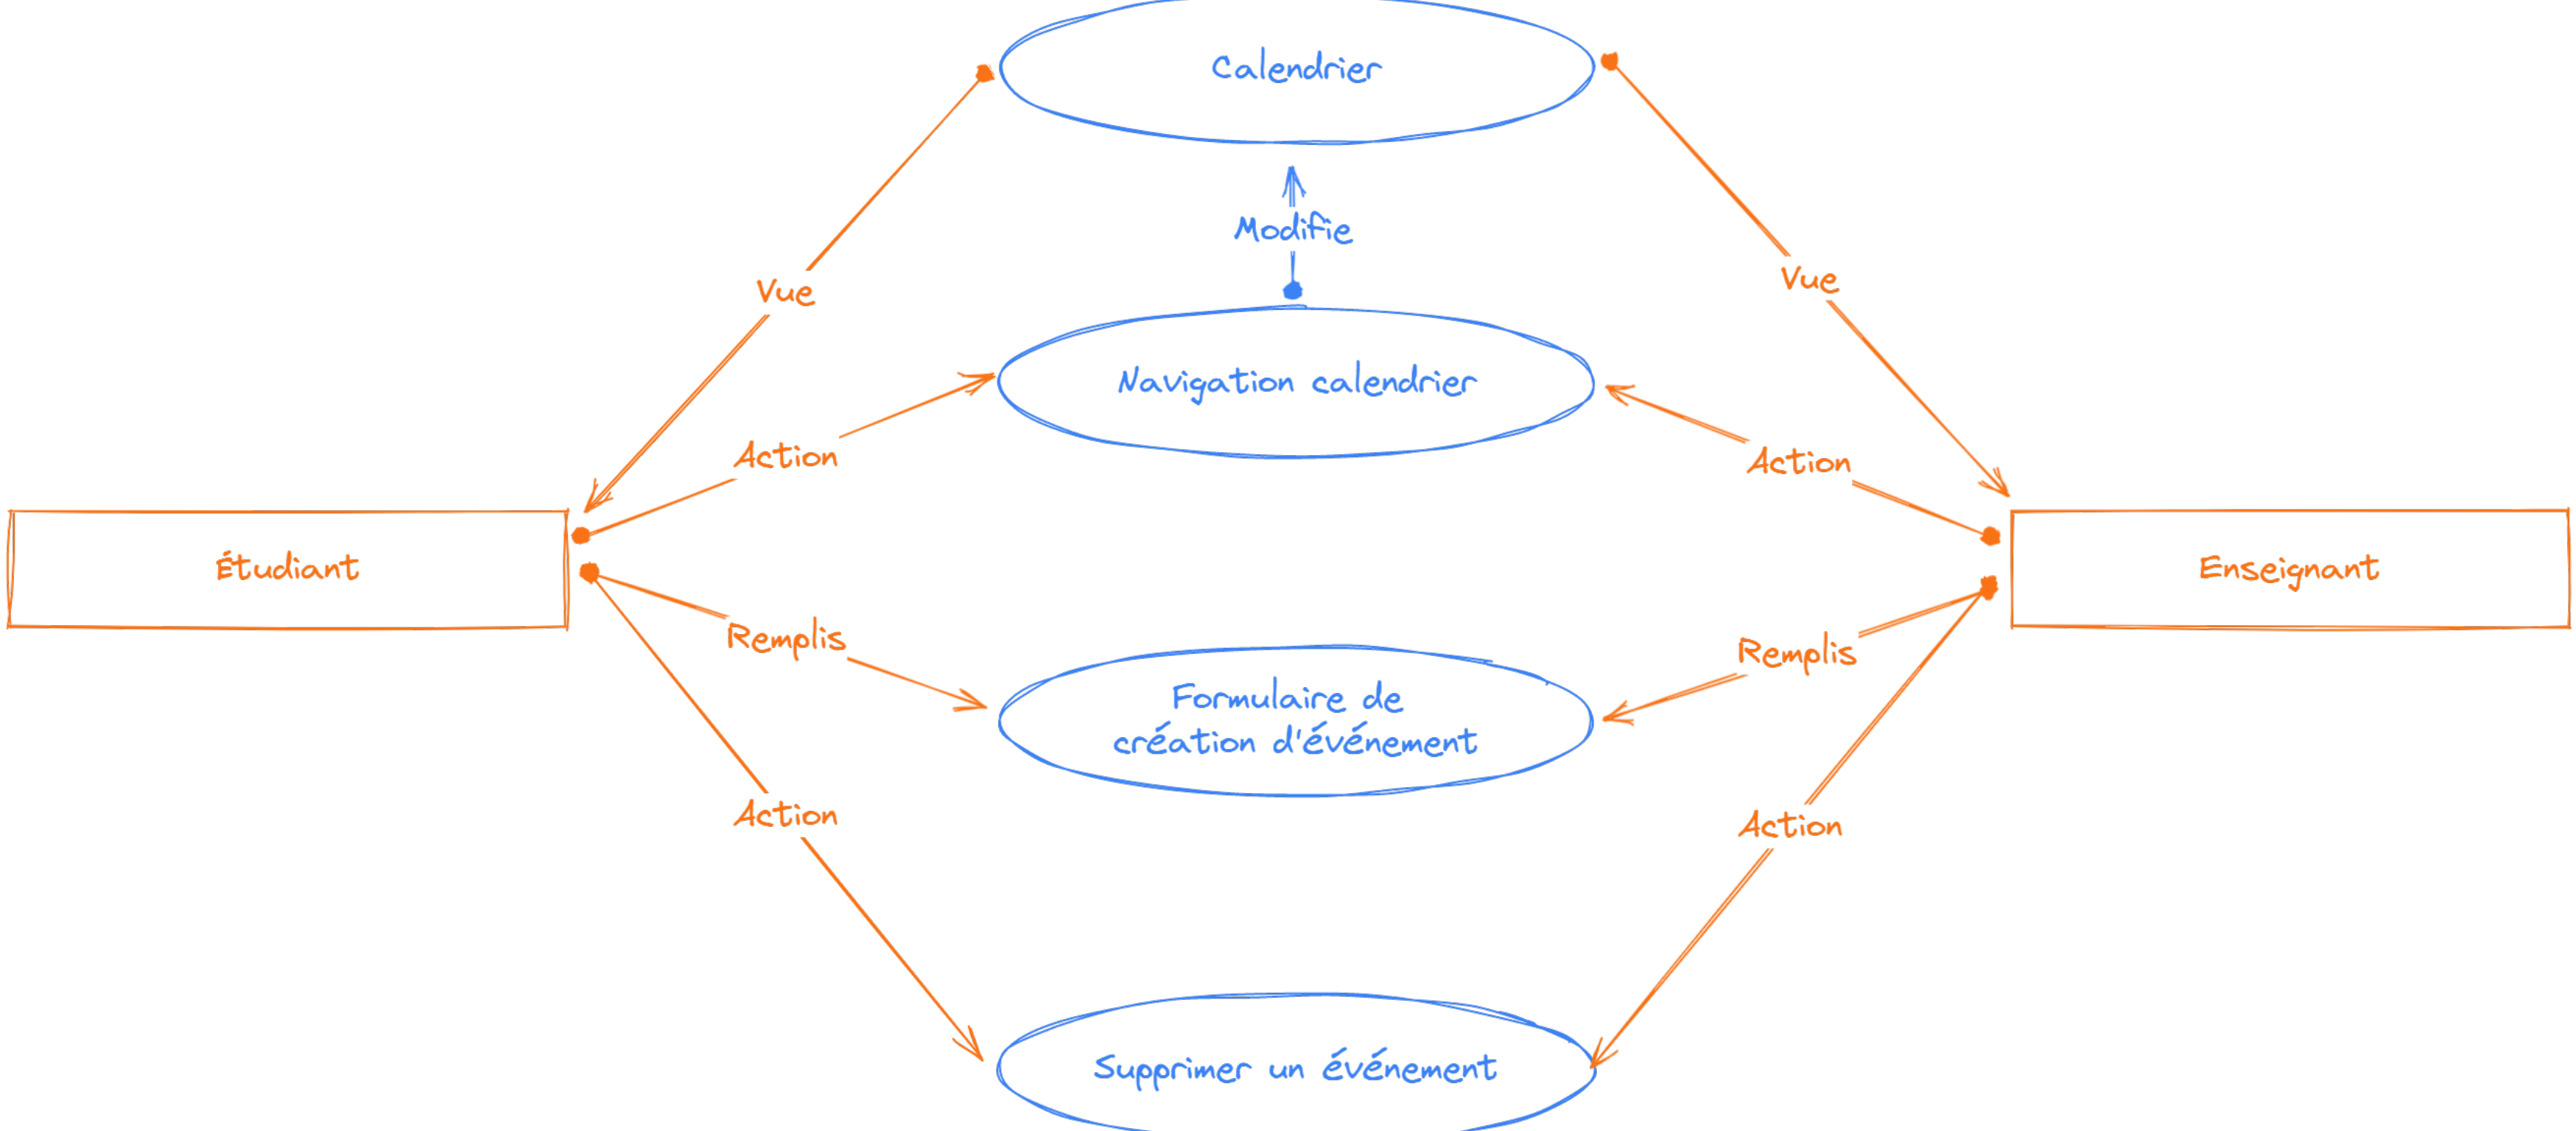 Calendrier
Modifie
Vue
Vue
Navigation calendrier
Action
Action
Étudiant
Enseignant
Remplis
Remplis
Formulaire de
création d'événement
Action
Action
Supprimer un événement